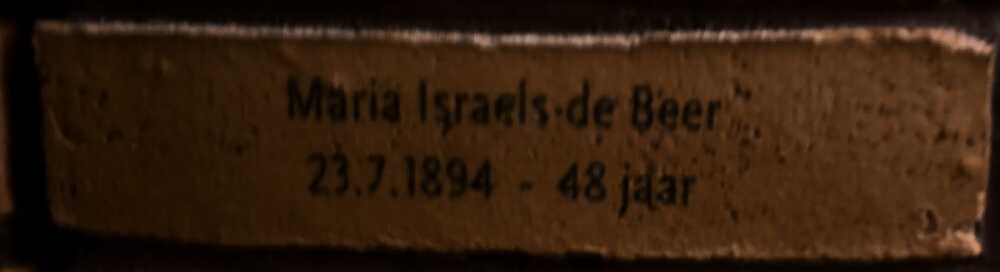 Maria Israels-de Beer
23.7.1894 - 48 jaar